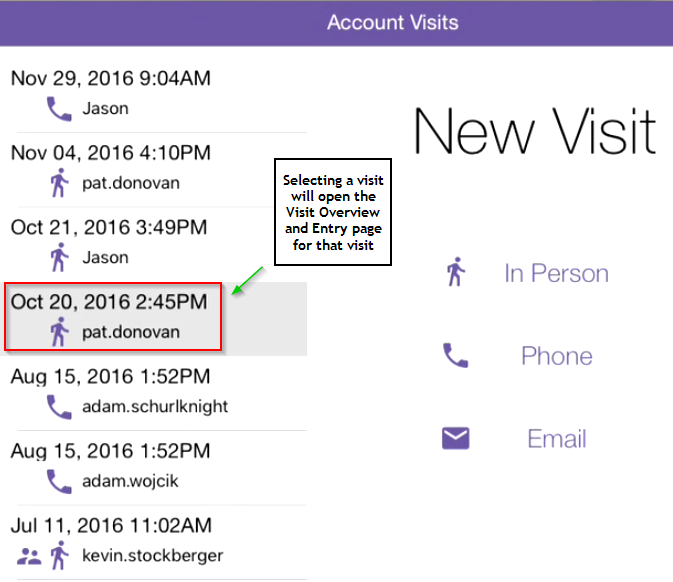 Account Visits
Nov 29, 2016 9:04AM
Jason
Nov 04, 2016 4:10PM
pat.donovan
Oct 21, 2016 3:49PM
Jason
Oct 20, 2016 2:45PM
pat.donovan
Aug 15, 2016 1:52PM
adam.schurlknight
Aug 15, 2016 1:52PM
adam.wojcik
Jul 11, 2016 11:02AM
kevin.stockberger
Selecting a visit
will open the
Visit Overview
and Entry page
for that visit
New Visit
In Person
Phone
Email